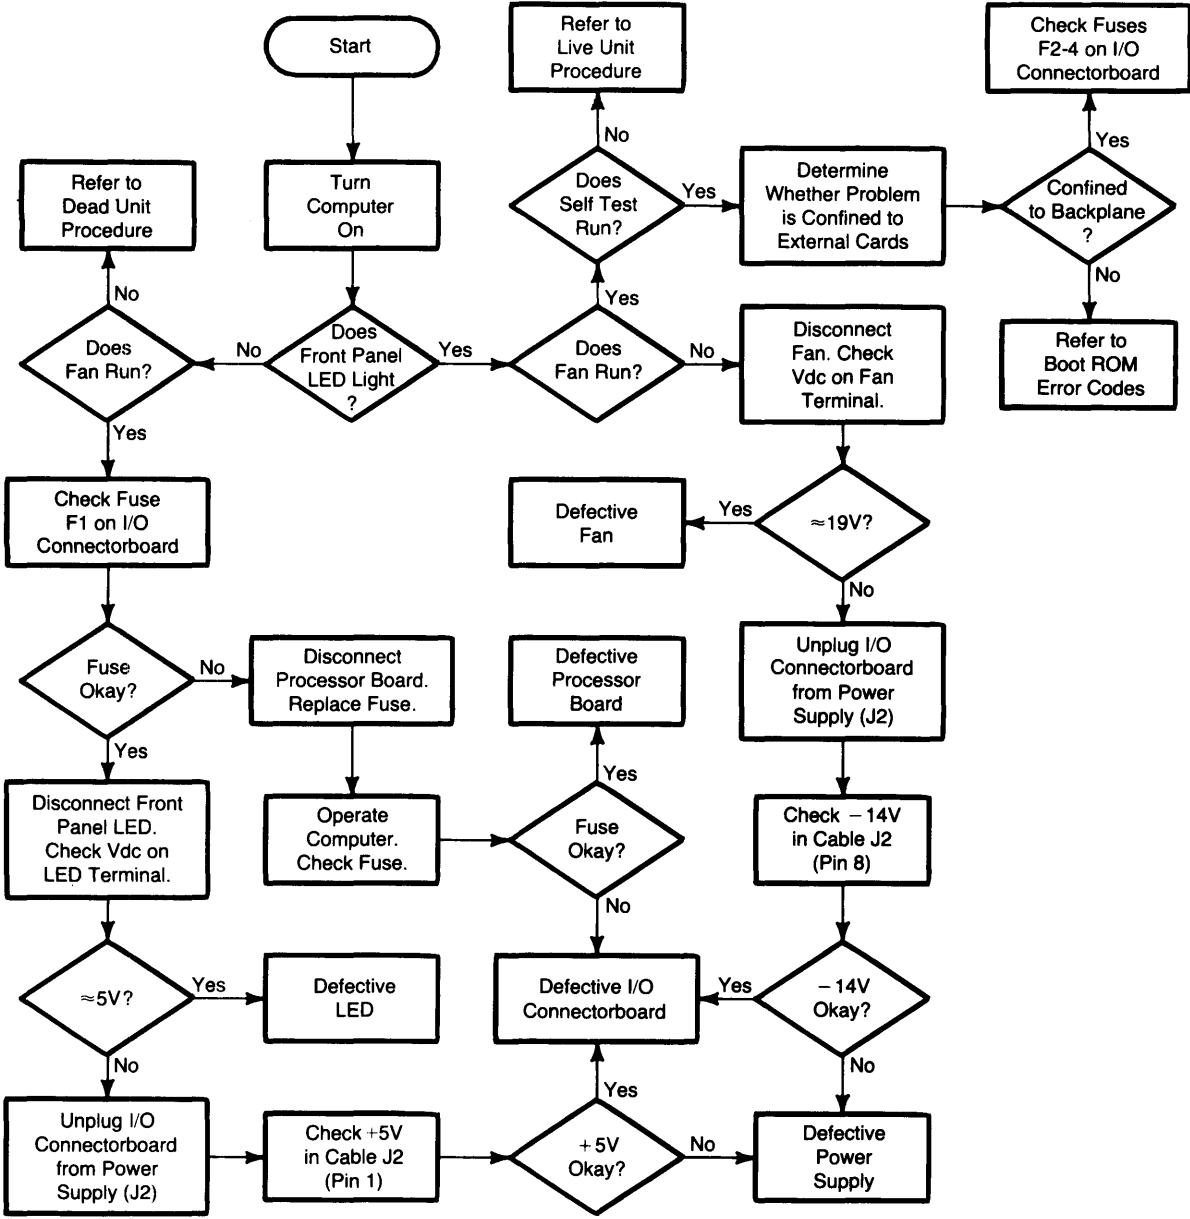 Start
Refer to
Live Unit
Procedure
Check Fuses
F2-4 on I/O
Connectorboard
No
Yes
Refer to
Dead Unit
Procedure
Turn
Computer
On
Does
Self Test
Run?
Yes
Determine
Whether Problem
is Confined to
External Cards
Confined
to Backplane
?
No
Yes
No
Does
Fan Run?
No
Does
Front Panel
LED Light
?
Yes
Does
Fan Run?
No
Disconnect
Fan. Check
Vdc on Fan
Terminal.
Refer to
Boot ROM
Error Codes
Yes
Check Fuse
F1 on I/O
Connectorboard
Defective
Fan
Yes
≈19V?
No
Fuse
Okay?
No
Disconnect
Processor Board.
Replace Fuse.
Defective
Processor
Board
Unplug I/O
Connectorboard
from Power
Supply (J2)
Yes
Yes
Disconnect Front
Panel LED.
Check Vdc on
LED Terminal.
Operate
Computer.
Check Fuse.
Fuse
Okay?
Check −14V
in Cable J2
(Pin 8)
No
≈5V?
Yes
Defective
LED
Defective I/O
Connectorboard
Yes
−14V
Okay?
No
Yes
No
Unplug I/O
Connectorboard
from Power
Supply (J2)
Check +5V
in Cable J2
(Pin 1)
+5V
Okay?
No
Defective
Power
Supply